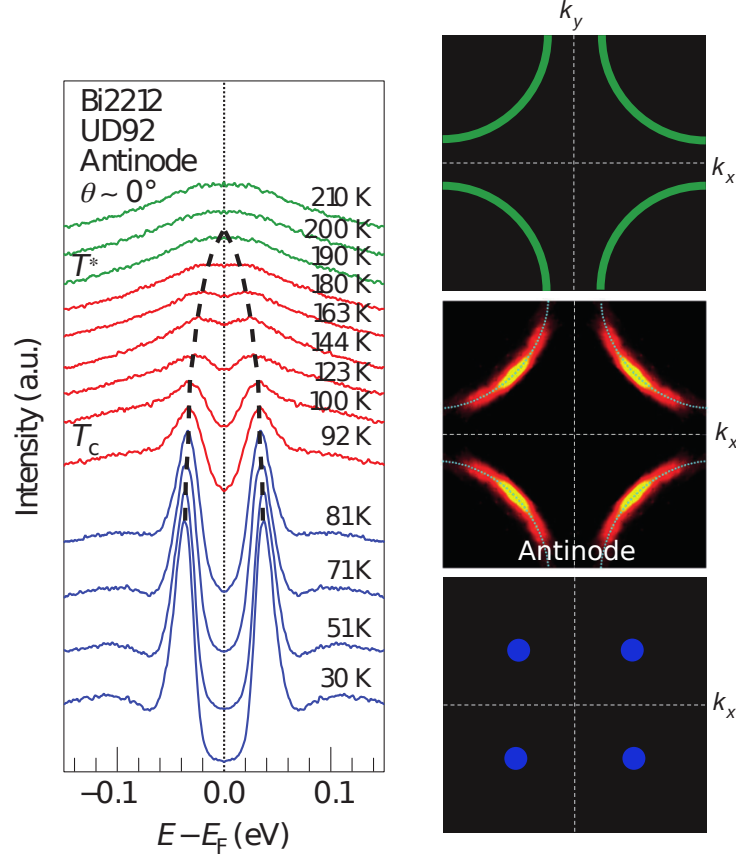 Bi2212
UD92
Antinode
θ ~ 0°
210 K
200 K
190 K
T*
180 K
163 K
144 K
123 K
100 K
Tc
92 K
81K
71K
51K
30 K
Intensity (a.u.)
−0.1 0.0 0.1
E − EF (eV)
ky
kx
kx
Antinode
kx